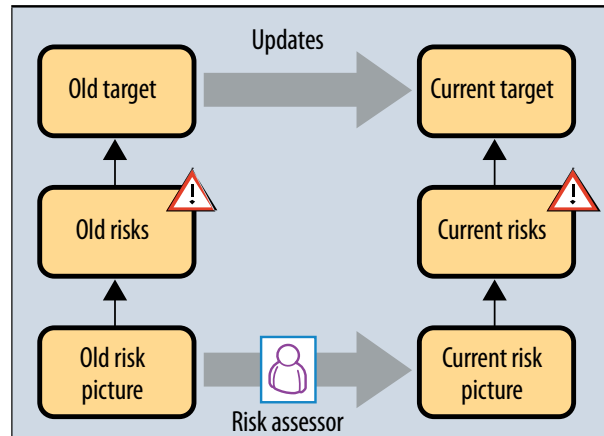 Updates
Old target
Current target
!
!
Old risks
Current risks
Old risk
picture
Current risk
picture
Risk assessor